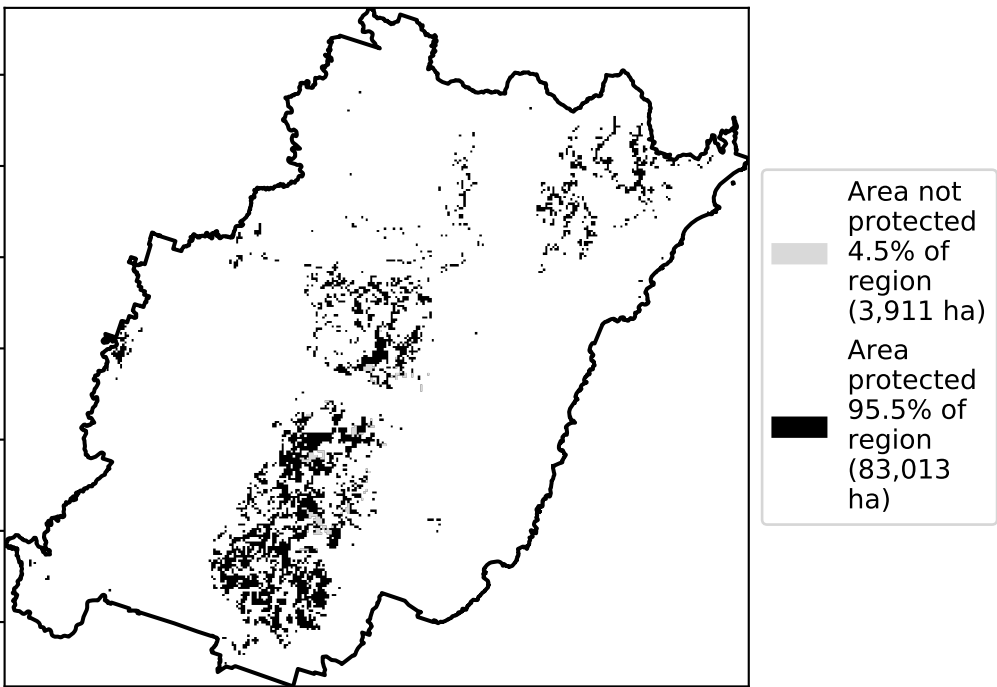 Area not
protected
4.5% of
region
(3,911 ha)
Area
protected
95.5% of
region
(83,013
ha)